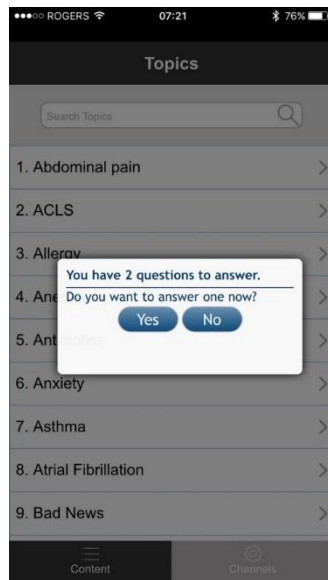 ROGERS 07:21 76%
Topics
Search Topics
1. Abdominal pain
2. ACLS
3. Allergy
You have 2 questions to answer.
4. Ane
Do you want to answer one now?
Yes No
5. Antibiotics
6. Anxiety
7. Asthma
8. Atrial Fibrillation
9. Bad News
Content Channels